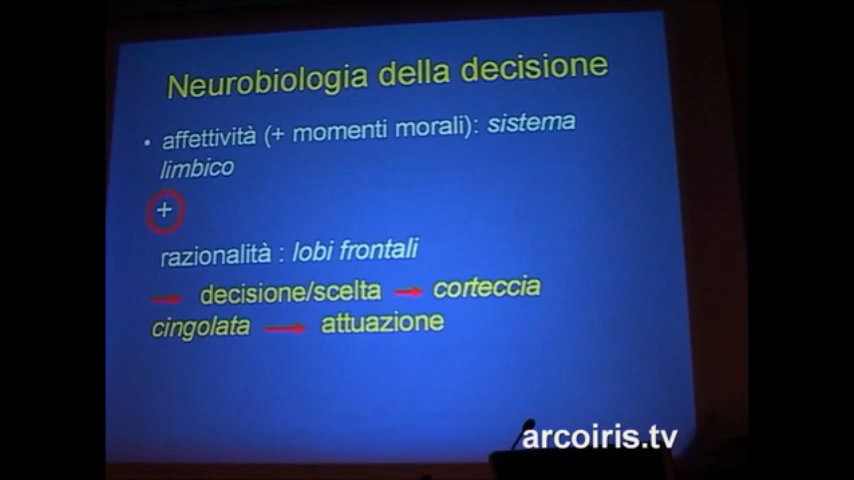 Neurobiologia della decisione
• affettività (+ momenti morali): sistema
limbico
+
razionalità : lobi frontali
→ decisione/scelta → corteccia
cingolata → attuazione
arcoiris.tv